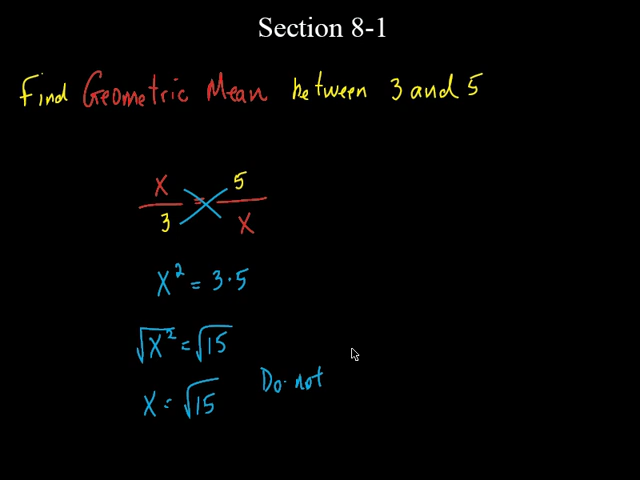 Section 8-1
Find Geometric Mean between 3 and 5
x/3 = 5/x
x² = 3·5
√x² = √15
x = √15
Do not